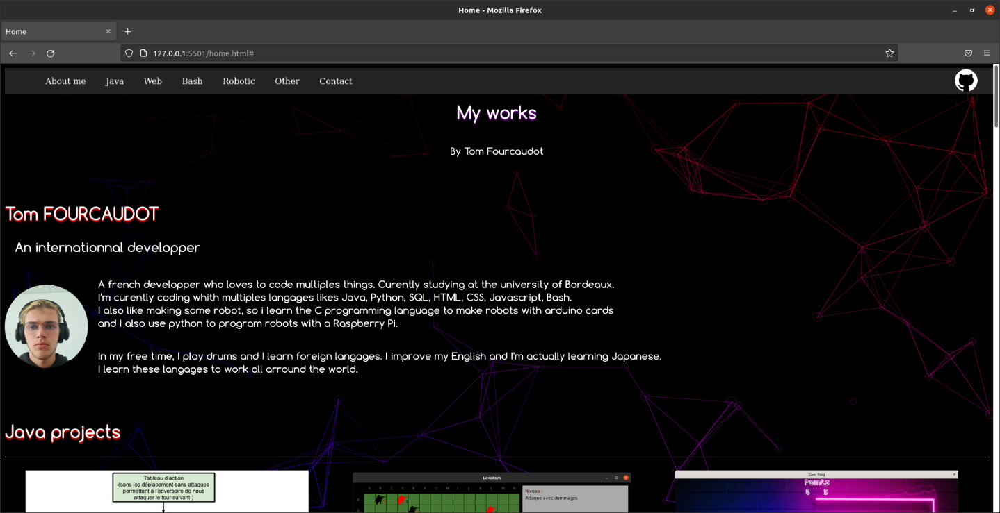 Home - Mozilla Firefox
Home
127.0.0.1:5501/home.html#
About me Java Web Bash Robotic Other Contact
My works
By Tom Fourcaudot
Tom FOURCAUDOT
An internationnal developper
A french developper who loves to code multiples things. Curently studying at the university of Bordeaux.
I'm curently coding whith multiples langages likes Java, Python, SQL, HTML, CSS, Javascript, Bash.
I also like making some robot, so i learn the C programming language to make robots with arduino cards
and I also use python to program robots with a Raspberry Pi.
In my free time, I play drums and I learn foreign langages. I improve my English and I'm actually learning Japanese.
I learn these langages to work all arround the world.
Java projects
Tableau d'action
(sans les déplacement sans attaques
permettant à l'adversaire de nous
attaquer le tour suivant.)
Lowatem
A B C D E F G H I J K L M N
Niveau :
Attaque avec dommages
A
Care_Pong
Points